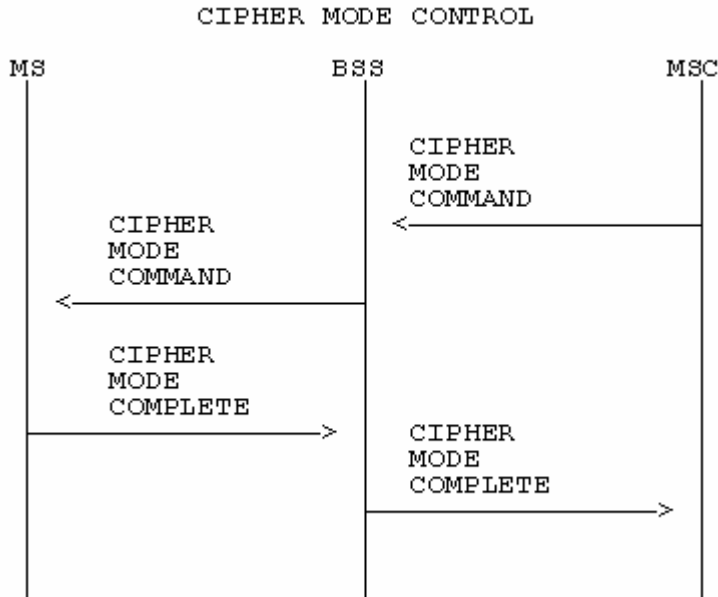 CIPHER MODE CONTROL
MS BSS MSC
CIPHER
MODE
COMMAND
CIPHER
MODE
COMMAND
CIPHER
MODE
COMPLETE
CIPHER
MODE
COMPLETE